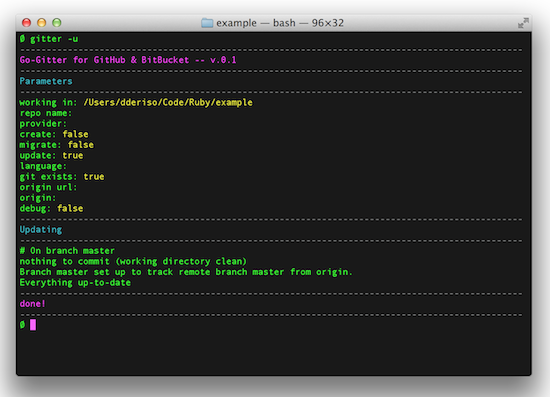 example — bash — 96×32
Ø gitter -u
--------------------------------------------------------------------------------
Go-Gitter for GitHub & BitBucket -- v.0.1
--------------------------------------------------------------------------------
Parameters
--------------------------------------------------------------------------------
working in: /Users/dderiso/Code/Ruby/example
repo name:
provider:
create: false
migrate: false
update: true
language:
git exists: true
origin url:
origin:
debug: false
--------------------------------------------------------------------------------
Updating
--------------------------------------------------------------------------------
# On branch master
nothing to commit (working directory clean)
Branch master set up to track remote branch master from origin.
Everything up-to-date
--------------------------------------------------------------------------------
done!
--------------------------------------------------------------------------------
Ø